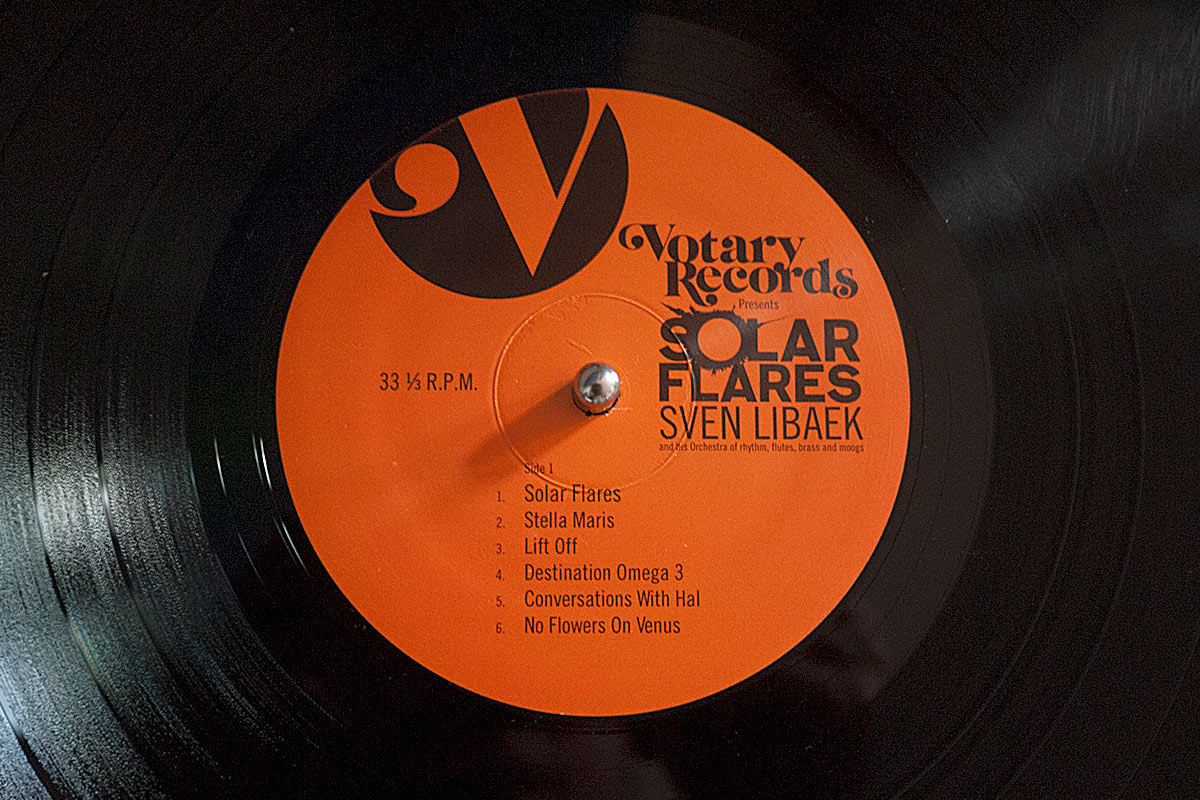 V
Votary
Records
Presents
SOLAR
FLARES
SVEN LIBAEK
and his Orchestra of rhythm, flutes, brass and moogs
33 ⅓ R.P.M.
Side 1
1. Solar Flares
2. Stella Maris
3. Lift Off
4. Destination Omega 3
5. Conversations With Hal
6. No Flowers On Venus